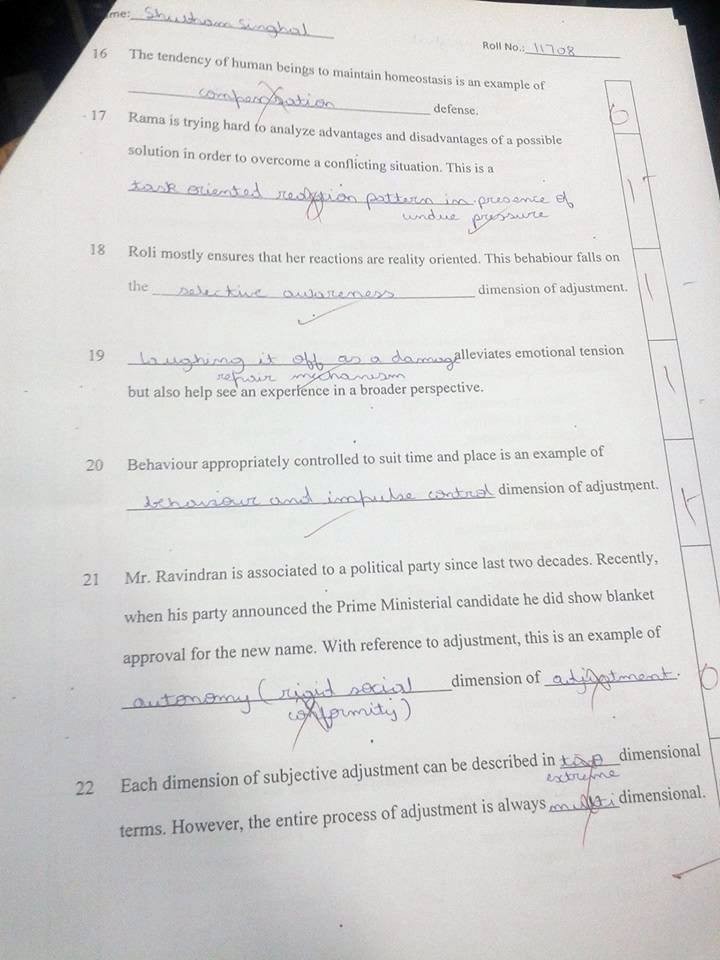 me: Shubham Singhal
Roll No.: 11708
16 The tendency of human beings to maintain homeostasis is an example of
compensation defense. 6
17 Rama is trying hard to analyze advantages and disadvantages of a possible
solution in order to overcome a conflicting situation. This is a
task oriented reaction pattern in presence of
undue pressure
18 Roli mostly ensures that her reactions are reality oriented. This behabiour falls on
the selective awareness dimension of adjustment.
19 laughing it off as a damage alleviates emotional tension
repair mechanism
but also help see an experience in a broader perspective.
20 Behaviour appropriately controlled to suit time and place is an example of
behaviour and impulse control dimension of adjustment.
21 Mr. Ravindran is associated to a political party since last two decades. Recently,
when his party announced the Prime Ministerial candidate he did show blanket
approval for the new name. With reference to adjustment, this is an example of
autonomy (rigid social dimension of adjustment. 0
conformity)
22 Each dimension of subjective adjustment can be described in two dimensional
extreme
terms. However, the entire process of adjustment is always multi dimensional.